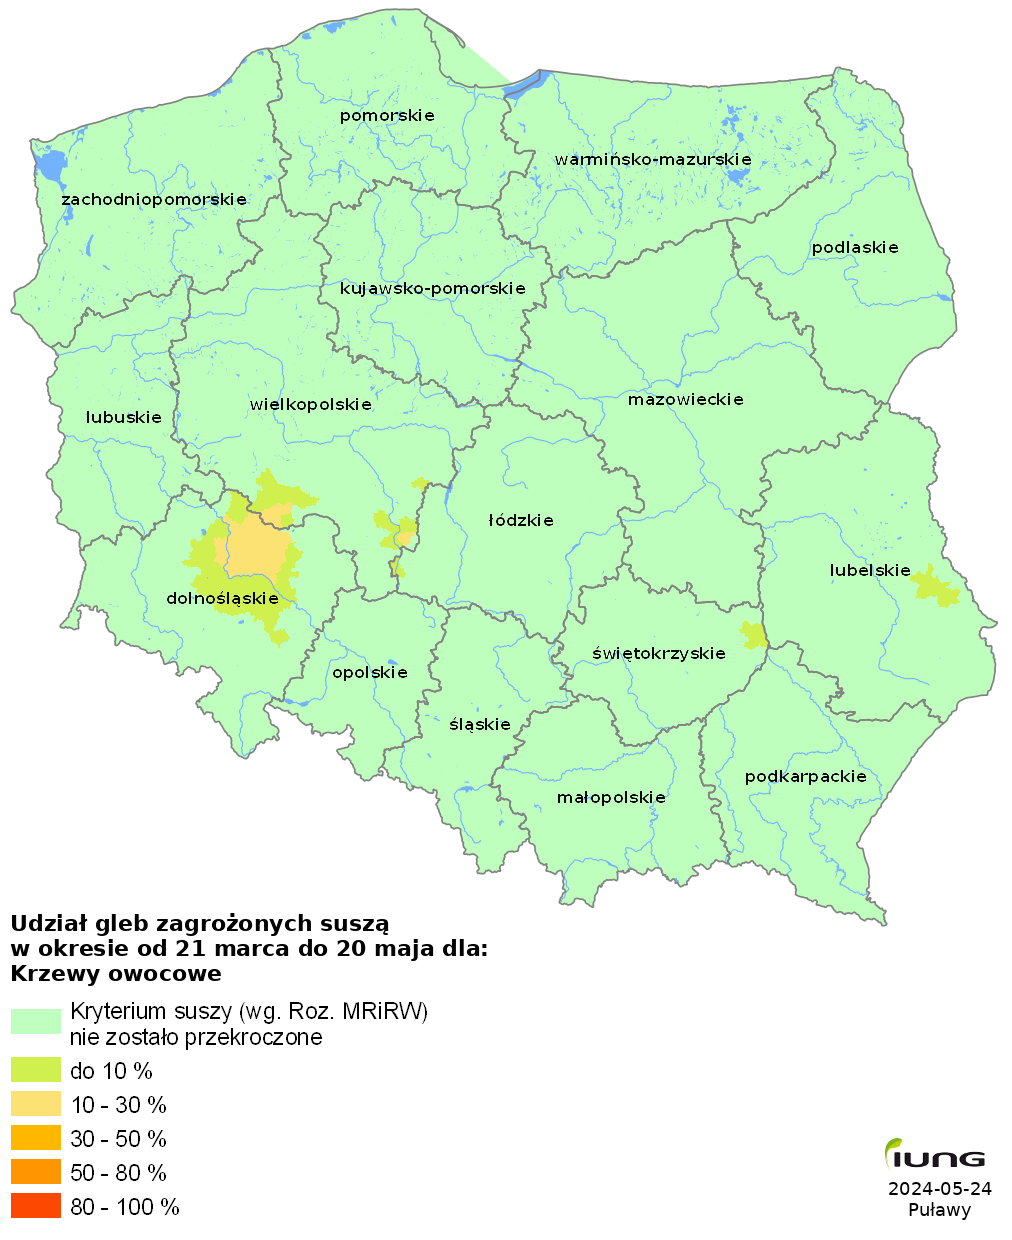 pomorskie
warmińsko-mazurskie
zachodniopomorskie
podlaskie
kujawsko-pomorskie
mazowieckie
wielkopolskie
lubuskie
łódzkie
lubelskie
dolnośląskie
świętokrzyskie
opolskie
śląskie
podkarpackie
małopolskie
Udział gleb zagrożonych suszą
w okresie od 21 marca do 20 maja dla:
Krzewy owocowe
Kryterium suszy (wg. Roz. MRiRW)
nie zostało przekroczone
do 10 %
10 - 30 %
30 - 50 %
50 - 80 %
80 - 100 %
IUNG
2024-05-24
Puławy